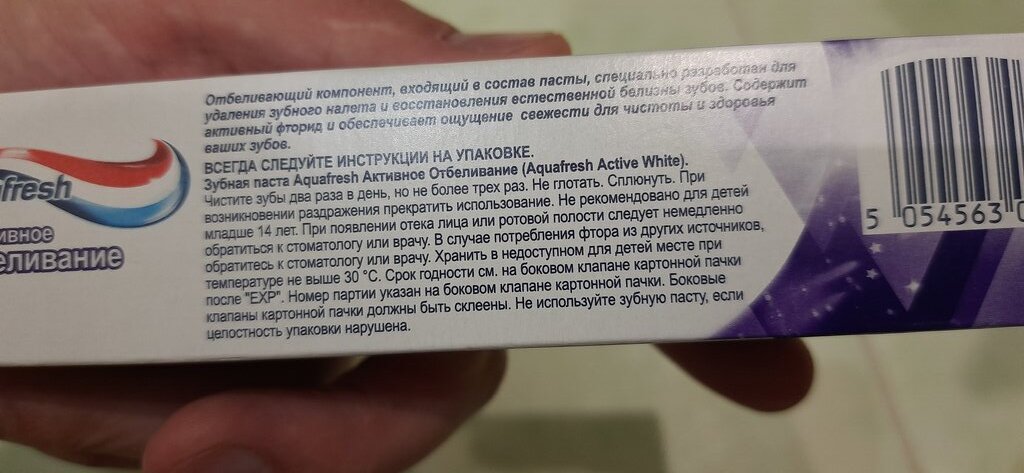 Отбеливающий компонент, входящий в состав пасты, специально разработан для
удаления зубного налета и восстановления естественной белизны зубов. Содержит
активный фторид и обеспечивает ощущение свежести для чистоты и здоровья
ваших зубов.
ВСЕГДА СЛЕДУЙТЕ ИНСТРУКЦИИ НА УПАКОВКЕ.
Зубная паста Aquafresh Активное Отбеливание (Aquafresh Active White).
Чистите зубы два раза в день, но не более трех раз. Не глотать. Сплюнуть. При
возникновении раздражения прекратить использование. Не рекомендовано для детей
младше 14 лет. При появлении отека лица или ротовой полости следует немедленно
обратиться к стоматологу или врачу. В случае потребления фтора из других источников,
обратитесь к стоматологу или врачу. Хранить в недоступном для детей месте при
температуре не выше 30 °C. Срок годности см. на боковом клапане картонной пачки
после "EXP". Номер партии указан на боковом клапане картонной пачки. Боковые
клапаны картонной пачки должны быть склеены. Не используйте зубную пасту, если
целостность упаковки нарушена.
afresh
ивное
еливание
5 054563 0